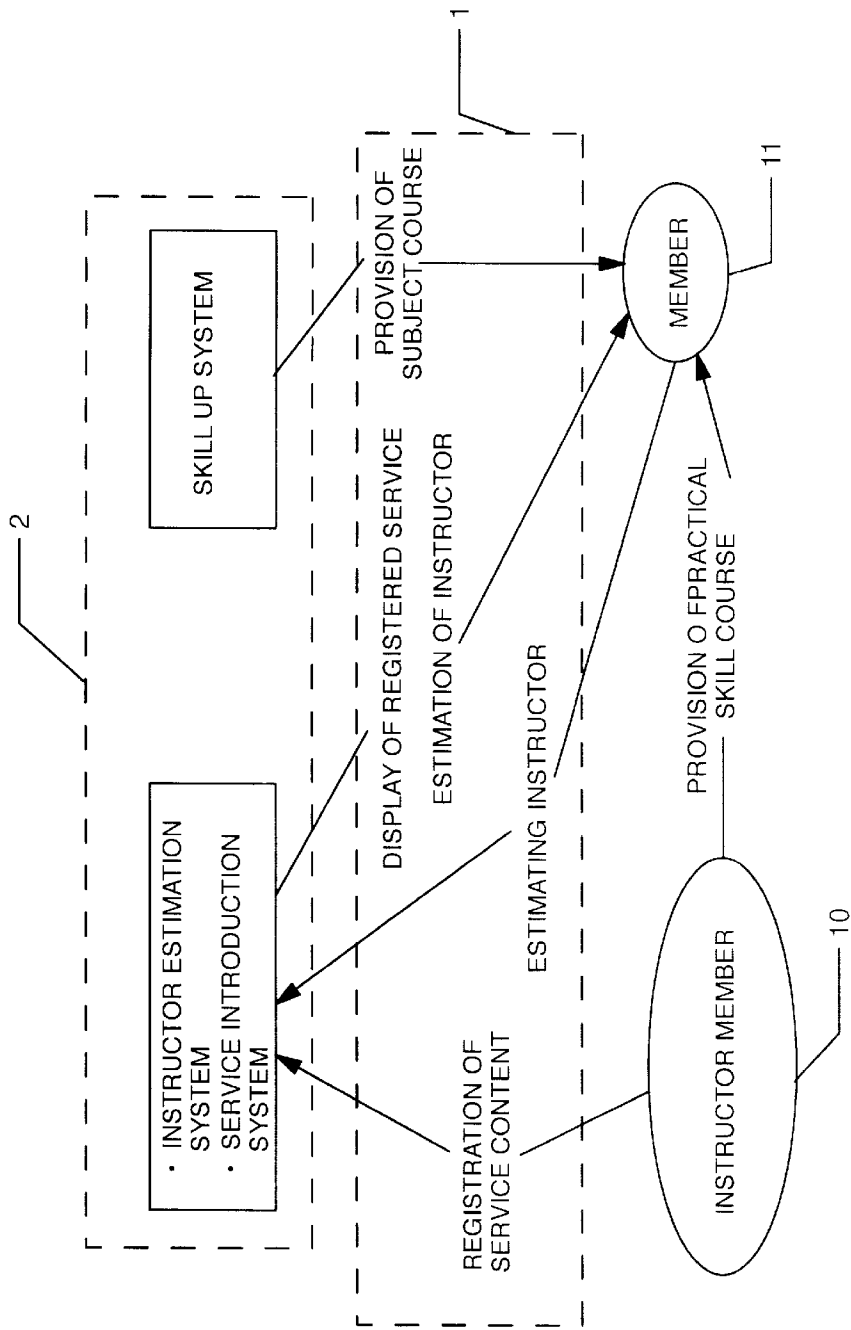 2
· INSTRUCTOR ESTIMATION
SYSTEM
· SERVICE INTRODUCTION
SYSTEM
SKILL UP SYSTEM
1
DISPLAY OF REGISTERED SERVICE
ESTIMATION OF INSTRUCTOR
PROVISION OF
SUBJECT COURSE
REGISTRATION OF
SERVICE CONTENT
ESTIMATING INSTRUCTOR
INSTRUCTOR MEMBER
10
PROVISION O FPRACTICAL
SKILL COURSE
MEMBER
11